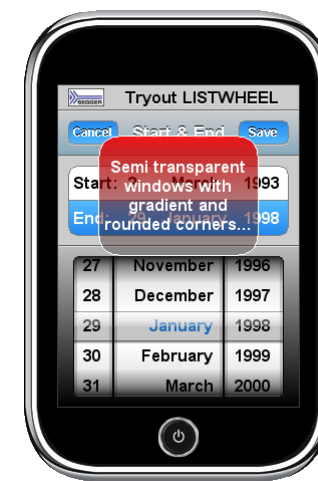 SEGGER
Tryout LISTWHEEL
Cancel Start & End Save
Semi transparent
windows with
gradient and
rounded corners...
Start: March 1993
End: 29. January 1998
27 November 1996
28 December 1997
29 January 1998
30 February 1999
31 March 2000